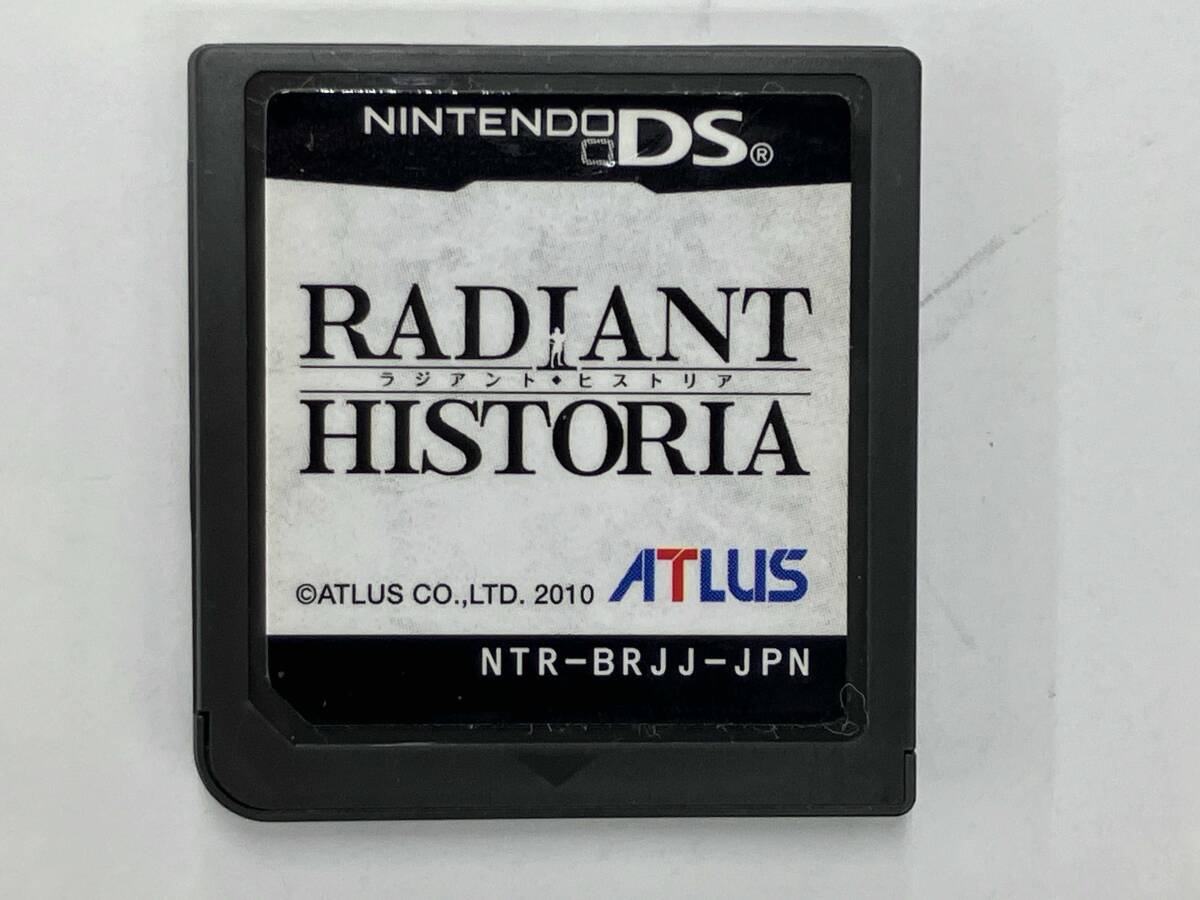 NINTENDO DS®
RADIANT
ラジアント◆ヒストリア
HISTORIA
©ATLUS CO.,LTD. 2010 ATLUS
NTR-BRJJ-JPN